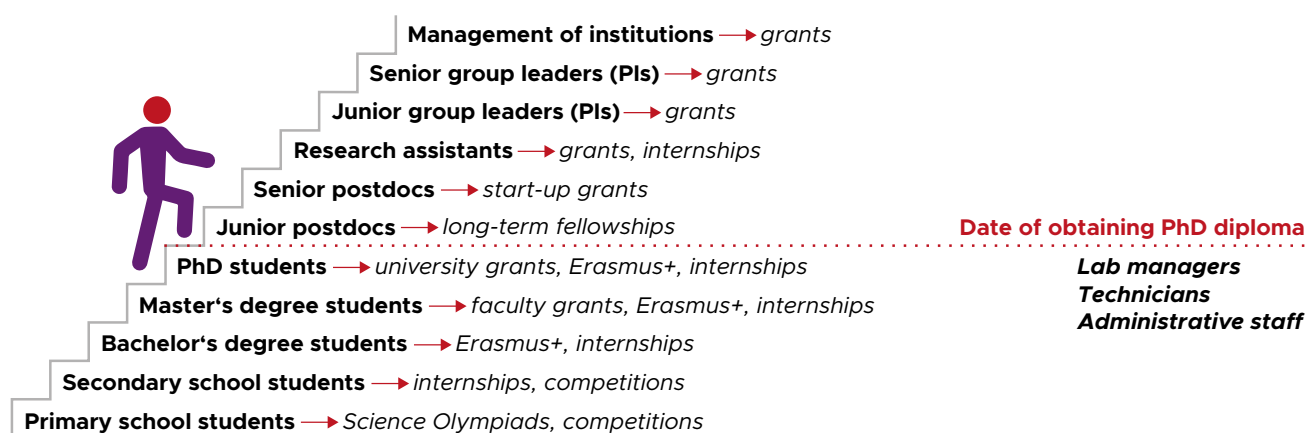 Management of institutions → grants
Senior group leaders (PIs) → grants
Junior group leaders (PIs) → grants
Research assistants → grants, internships
Senior postdocs → start-up grants
Junior postdocs → long-term fellowships
Date of obtaining PhD diploma
PhD students → university grants, Erasmus+, internships
Lab managers
Master‘s degree students → faculty grants, Erasmus+, internships
Technicians
Administrative staff
Bachelor‘s degree students → Erasmus+, internships
Secondary school students → internships, competitions
Primary school students → Science Olympiads, competitions